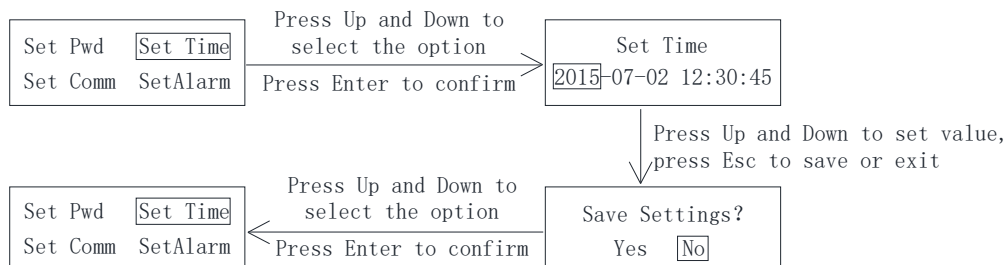 Set Pwd Set Time
Set Comm SetAlarm
Press Up and Down to
select the option
Press Enter to confirm
Set Time
2015-07-02 12:30:45
Press Up and Down to set value,
press Esc to save or exit
Save Settings?
Yes No
Press Up and Down to
select the option
Press Enter to confirm
Set Pwd Set Time
Set Comm SetAlarm